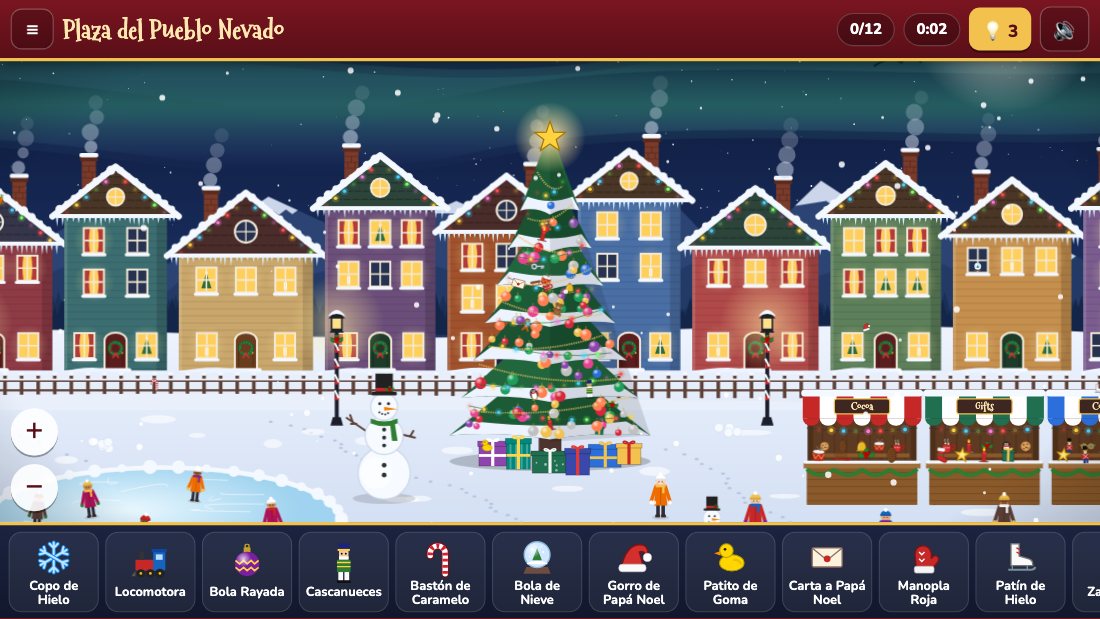 Plaza del Pueblo Nevado
0/12
0:02
3
Cocoa
Gifts
+
−
Copo de
Hielo
Locomotora
Bola Rayada
Cascanueces
Bastón de
Caramelo
Bola de
Nieve
Gorro de
Papá Noel
Patito de
Goma
Carta a Papá
Noel
Manopla
Roja
Patín de
Hielo